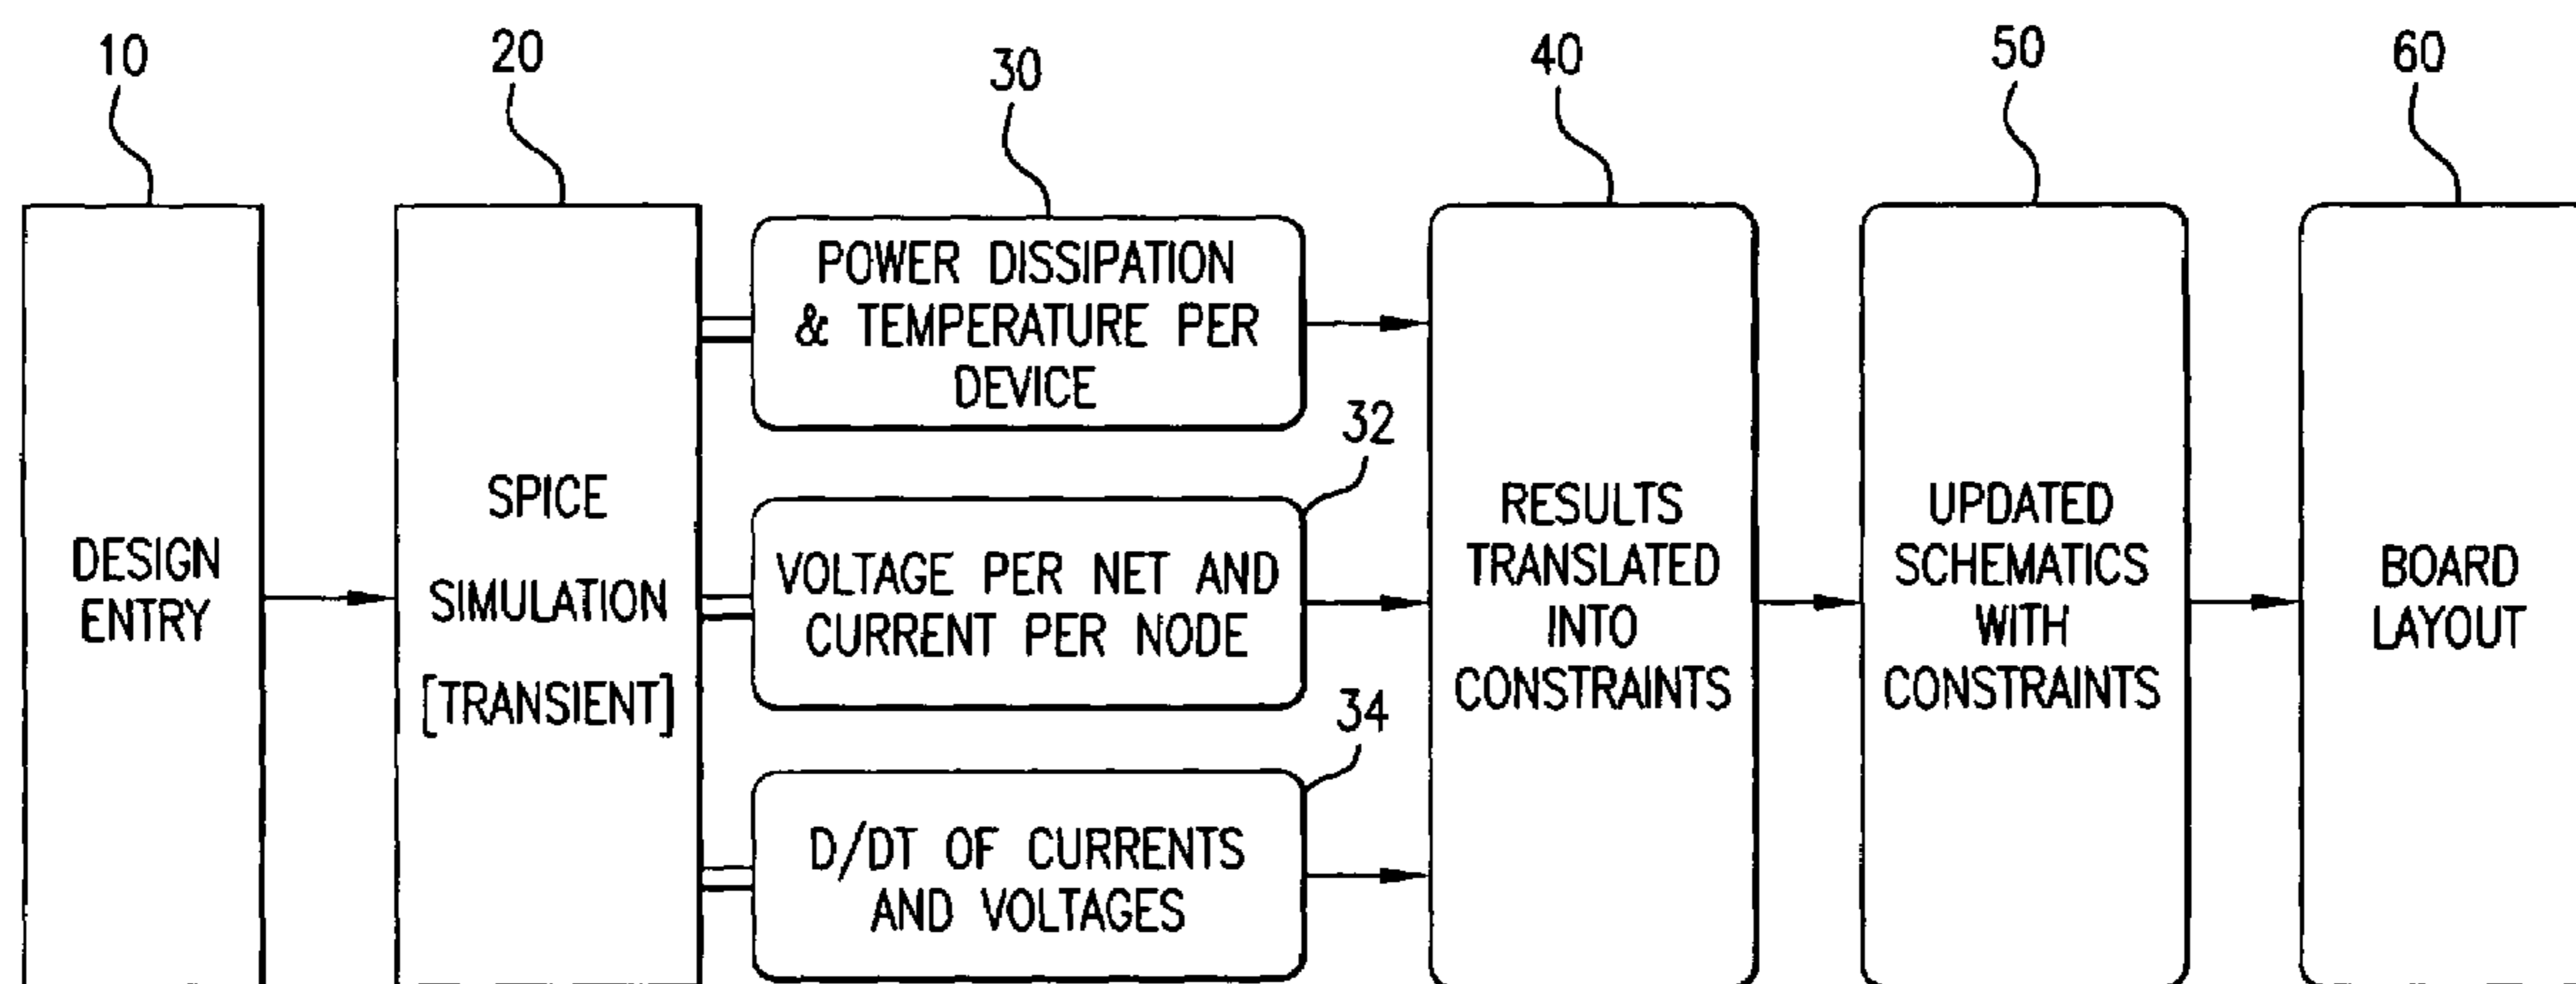 10
20
30
40
50
60
DESIGN
ENTRY
SPICE
SIMULATION
[TRANSIENT]
POWER DISSIPATION
& TEMPERATURE PER
DEVICE
32
VOLTAGE PER NET AND
CURRENT PER NODE
34
D/DT OF CURRENTS
AND VOLTAGES
RESULTS
TRANSLATED
INTO
CONSTRAINTS
UPDATED
SCHEMATICS
WITH
CONSTRAINTS
BOARD
LAYOUT